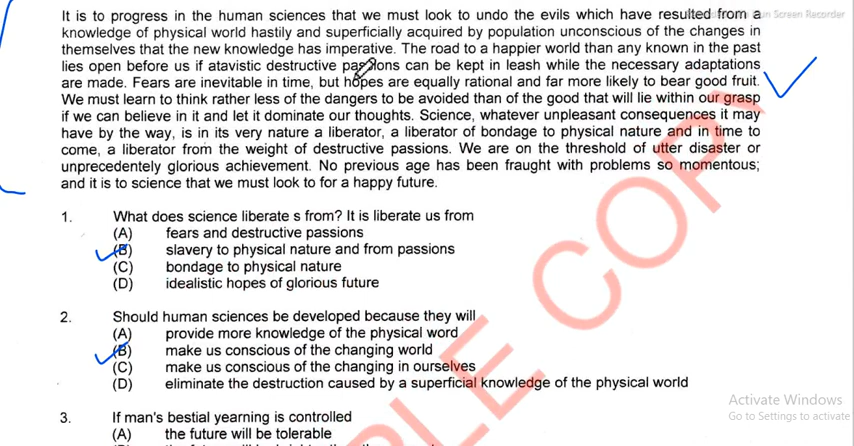 It is to progress in the human sciences that we must look to undo the evils which have resulted from a
knowledge of physical world hastily and superficially acquired by population unconscious of the changes in
themselves that the new knowledge has imperative. The road to a happier world than any known in the past
lies open before us if atavistic destructive passions can be kept in leash while the necessary adaptations
are made. Fears are inevitable in time, but hopes are equally rational and far more likely to bear good fruit.
We must learn to think rather less of the dangers to be avoided than of the good that will lie within our grasp
if we can believe in it and let it dominate our thoughts. Science, whatever unpleasant consequences it may
have by the way, is in its very nature a liberator, a liberator of bondage to physical nature and in time to
come, a liberator from the weight of destructive passions. We are on the threshold of utter disaster or
unprecedentely glorious achievement. No previous age has been fraught with problems so momentous;
and it is to science that we must look to for a happy future.
1. What does science liberate s from? It is liberate us from
(A) fears and destructive passions
(B) slavery to physical nature and from passions
(C) bondage to physical nature
(D) idealistic hopes of glorious future
2. Should human sciences be developed because they will
(A) provide more knowledge of the physical word
(B) make us conscious of the changing world
(C) make us conscious of the changing in ourselves
(D) eliminate the destruction caused by a superficial knowledge of the physical world
3. If man's bestial yearning is controlled
(A) the future will be tolerable
Screen Recorder
Activate Windows
Go to Settings to activate
LE COPY